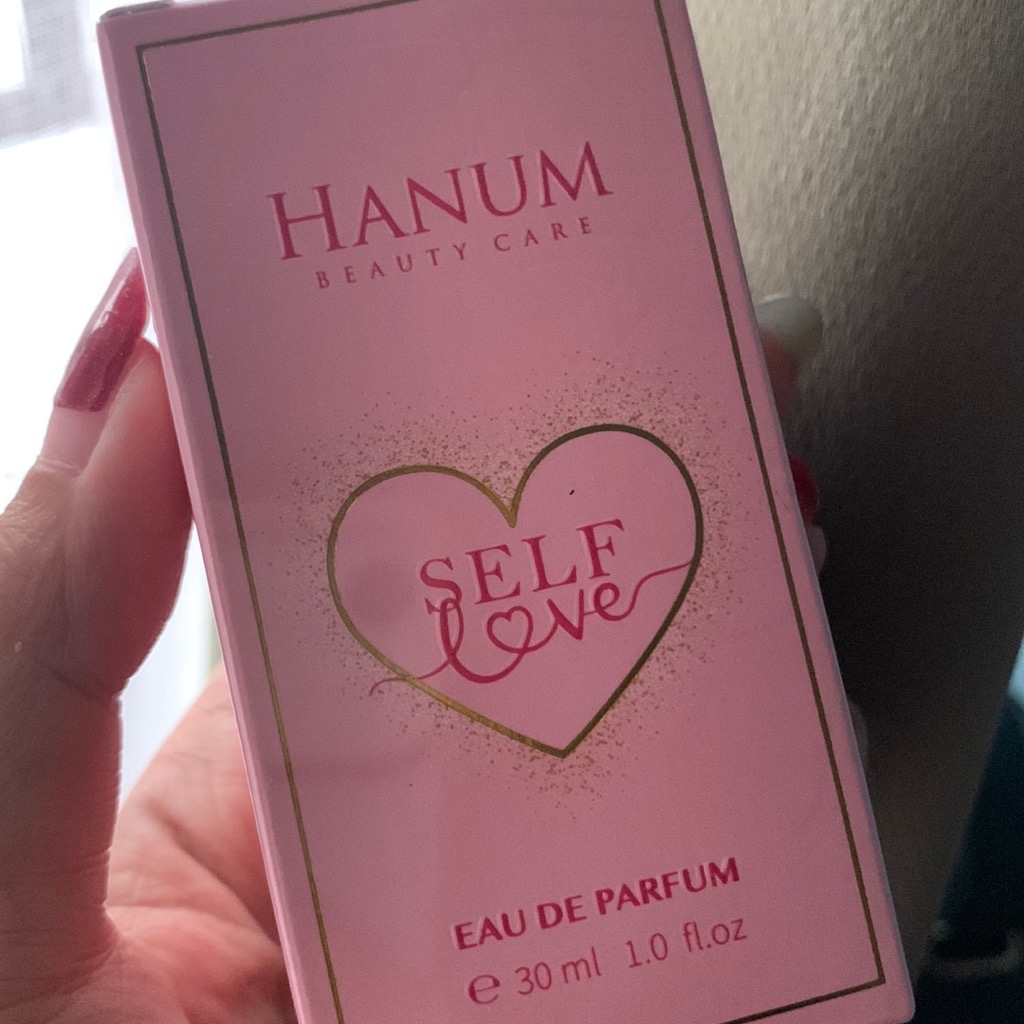 HANUM
BEAUTY CARE
SELF
love
EAU DE PARFUM
℮ 30 ml 1.0 fl.oz